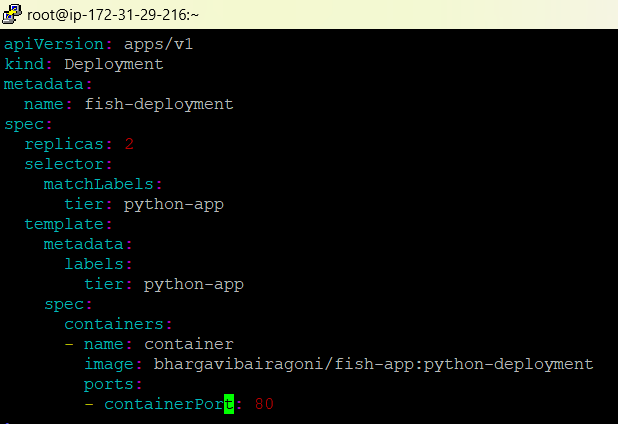 root@ip-172-31-29-216:~
apiVersion: apps/v1
kind: Deployment
metadata:
  name: fish-deployment
spec:
  replicas: 2
  selector:
    matchLabels:
      tier: python-app
  template:
    metadata:
      labels:
        tier: python-app
    spec:
      containers:
      - name: container
        image: bhargavibairagoni/fish-app:python-deployment
        ports:
        - containerPort: 80